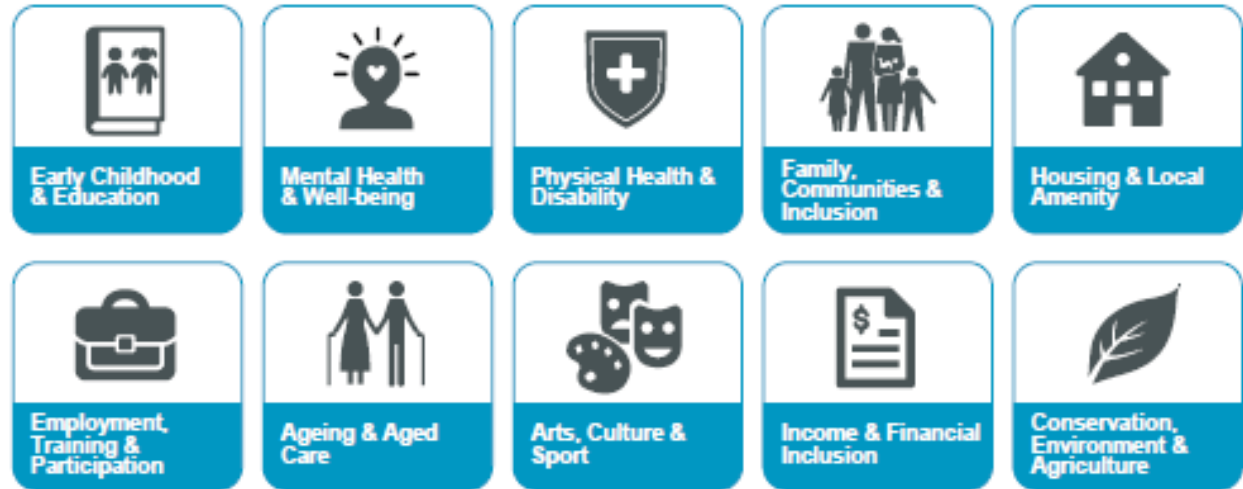 Early Childhood
& Education
Mental Health
& Well-being
Physical Health &
Disability
Family,
Communities &
Inclusion
Housing & Local
Amenity
Employment,
Training &
Participation
Ageing & Aged
Care
Arts, Culture &
Sport
$
Income & Financial
Inclusion
Conservation,
Environment &
Agriculture